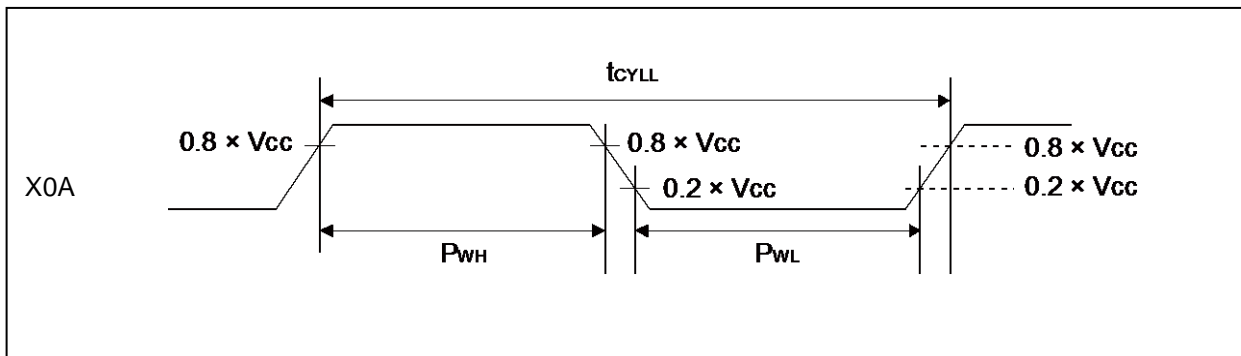 tCYLL
0.8 × Vcc
0.8 × Vcc
0.8 × Vcc
X0A
0.2 × Vcc
0.2 × Vcc
PWH
PWL